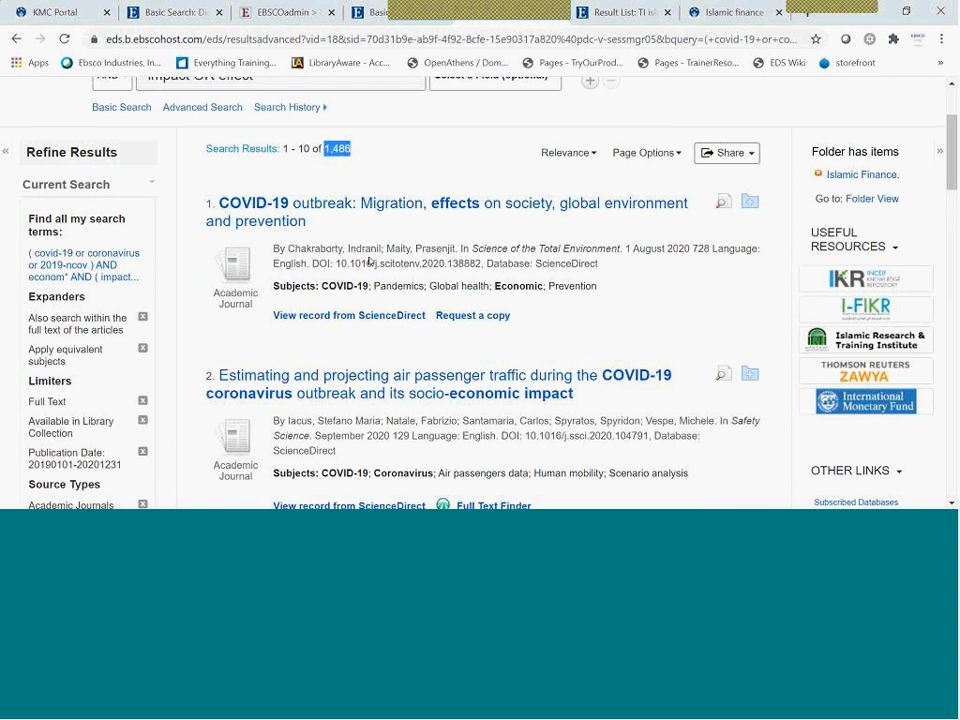 KMC Portal
Basic Search: Di
EBSCOadmin >
Basic
Result List: TI is
Islamic finance
eds.b.ebscohost.com/eds/resultsadvanced?vid=18&sid=70d31b9e-ab9f-4f92-8cfe-15e90317a820%40pdc-v-sessmgr05&bquery=(+covid-19+or+co...
Apps
Ebsco Industries, In...
Everything Training...
LibraryAware - Acc...
OpenAthens / Dom...
Pages - TryOurProd...
Pages - TrainerReso...
EDS Wiki
storefront
»
AND
impact OR effect
Select a Field (optional)
Basic Search Advanced Search Search History
Refine Results
Current Search
Find all my search
terms:
( covid-19 or coronavirus
or 2019-ncov ) AND
econom* AND ( impact...
Expanders
Also search within the
full text of the articles
Apply equivalent
subjects
Limiters
Full Text
Available in Library
Collection
Publication Date:
20190101-20201231
Source Types
Academic Journals
Search Results: 1 - 10 of 1,486
Relevance Page Options Share
1. COVID-19 outbreak: Migration, effects on society, global environment
and prevention
By Chakraborty, Indranil; Maity, Prasenjit. In Science of the Total Environment. 1 August 2020 728 Language:
English. DOI: 10.1016/j.scitotenv.2020.138882, Database: ScienceDirect
Academic
Journal
Subjects: COVID-19; Pandemics; Global health; Economic; Prevention
View record from ScienceDirect Request a copy
2. Estimating and projecting air passenger traffic during the COVID-19
coronavirus outbreak and its socio-economic impact
By Iacus, Stefano Maria; Natale, Fabrizio; Santamaria, Carlos; Spyratos, Spyridon; Vespe, Michele. In Safety
Science. September 2020 129 Language: English. DOI: 10.1016/j.ssci.2020.104791, Database:
ScienceDirect
Academic
Journal
Subjects: COVID-19; Coronavirus; Air passengers data; Human mobility; Scenario analysis
View record from ScienceDirect Full Text Finder
Folder has items
Islamic Finance.
Go to: Folder View
USEFUL
RESOURCES
IKR INCEIF KNOWLEDGE REPOSITORY
I-FIKR
Islamic Research &
Training Institute
THOMSON REUTERS
ZAWYA
International
Monetary Fund
OTHER LINKS
Subscribed Databases